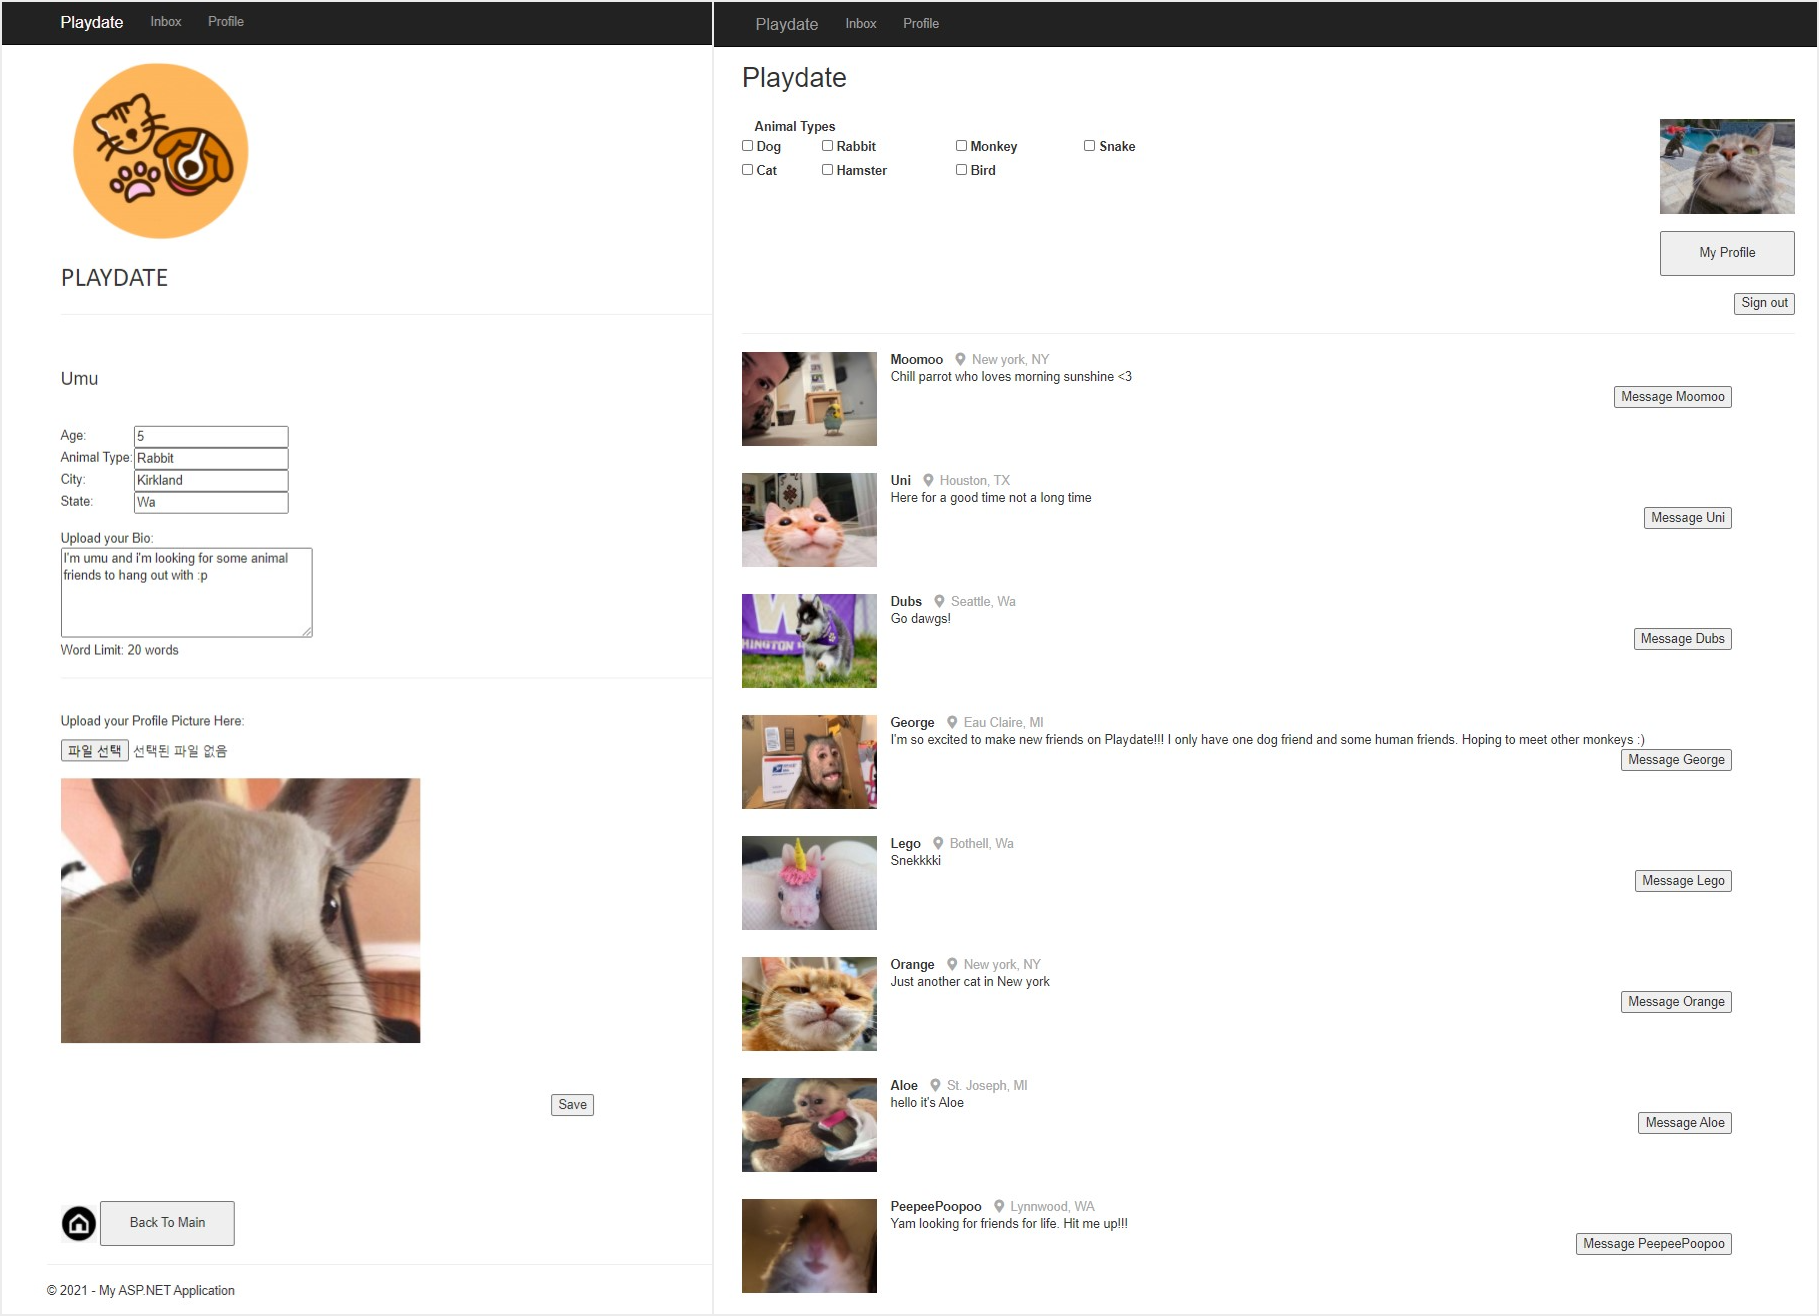 Playdate Inbox Profile
PLAYDATE
Umu
Age: 5
Animal Type: Rabbit
City: Kirkland
State: Wa
Upload your Bio:
I'm umu and i'm looking for some animal
friends to hang out with :p
Word Limit: 20 words
Upload your Profile Picture Here:
파일 선택 선택된 파일 없음
Save
Back To Main
© 2021 - My ASP.NET Application
Playdate Inbox Profile
Playdate
Animal Types
Dog Rabbit Monkey Snake
Cat Hamster Bird
My Profile
Sign out
Moomoo New york, NY
Chill parrot who loves morning sunshine <3
Message Moomoo
Uni Houston, TX
Here for a good time not a long time
Message Uni
Dubs Seattle, Wa
Go dawgs!
Message Dubs
W
HINGTON
George Eau Claire, MI
I'm so excited to make new friends on Playdate!!! I only have one dog friend and some human friends. Hoping to meet other monkeys :)
Message George
Lego Bothell, Wa
Snekkkki
Message Lego
Orange New york, NY
Just another cat in New york
Message Orange
Aloe St. Joseph, MI
hello it's Aloe
Message Aloe
PeepeePoopoo Lynnwood, WA
Yam looking for friends for life. Hit me up!!!
Message PeepeePoopoo